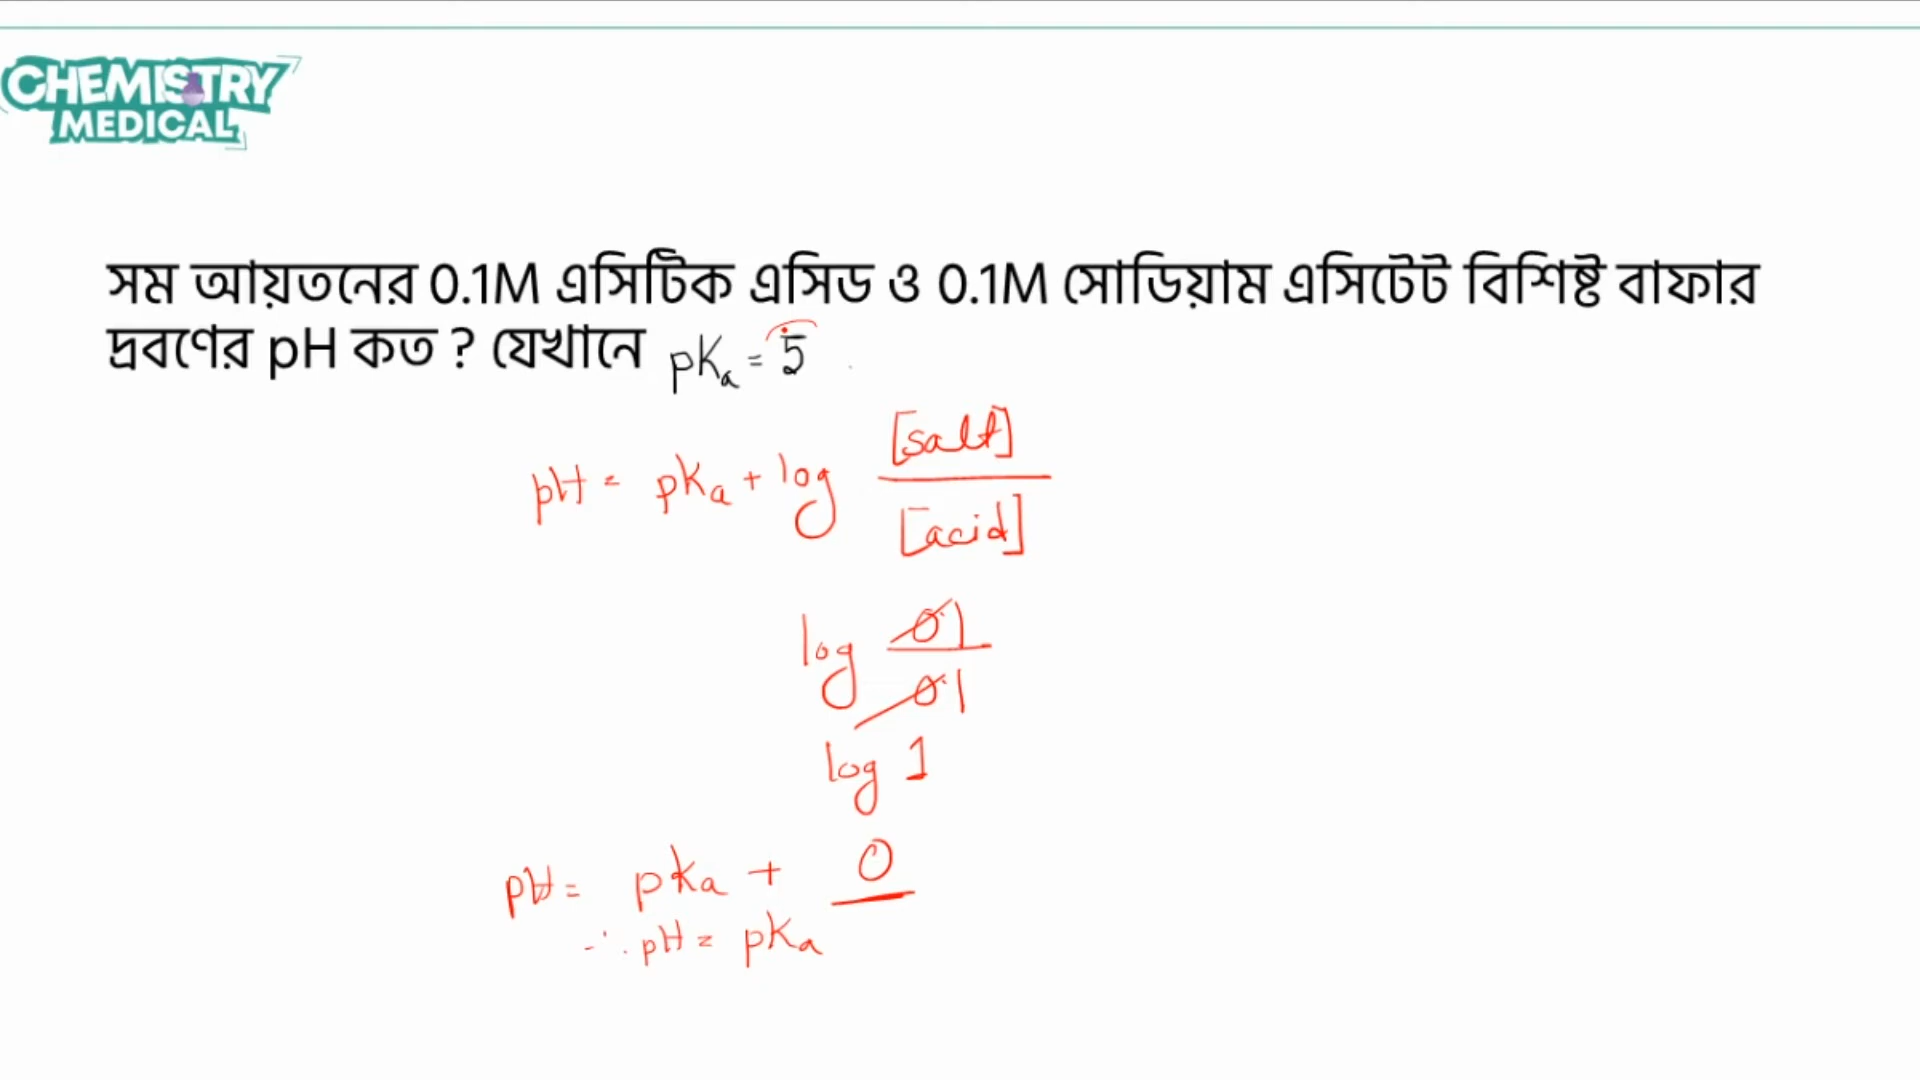 CHEMISTRY
MEDICAL
সম আয়তনের 0.1M এসিটিক এসিড ও 0.1M সোডিয়াম এসিটেট বিশিষ্ট বাফার
দ্রবণের pH কত ? যেখানে pKa = 5
[salt]
pH = pKa + log
[acid]
log 0.1
0.1
log 1
pH = pKa + 0
∴ pH = pKa